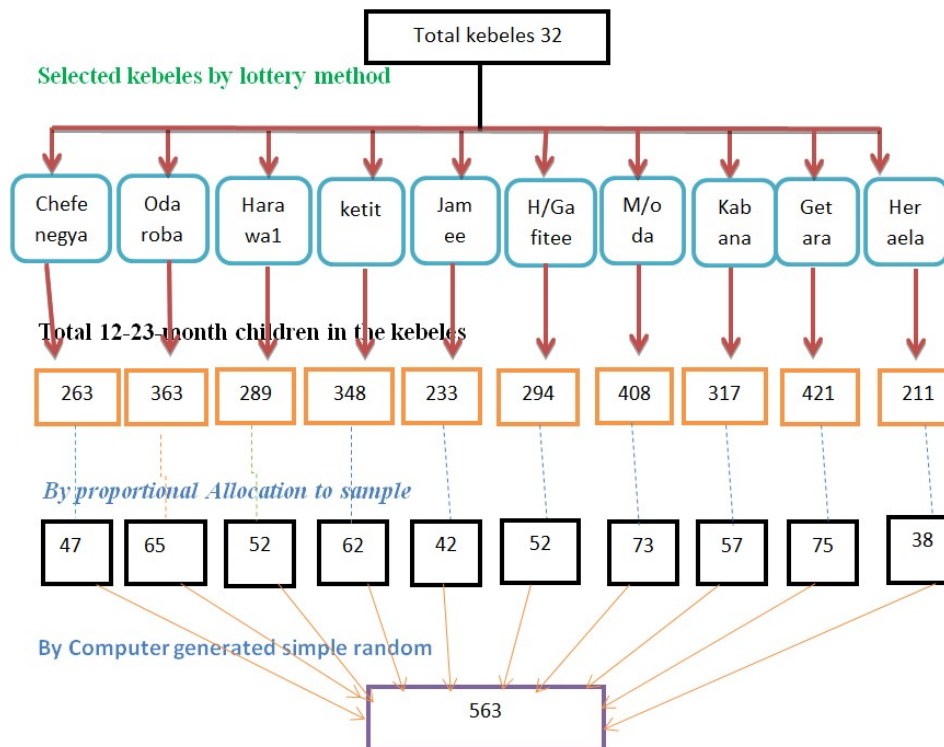 Total kebeles 32
Selected kebeles by lottery method
Chefe
negya
Oda
roba
Hara
wa1
ketit
Jam
ee
H/Ga
fitee
M/o
da
Kab
ana
Get
ara
Her
aela
Total 12-23-month children in the kebeles
263
363
289
348
233
294
408
317
421
211
By proportional Allocation to sample
47
65
52
62
42
52
73
57
75
38
By Computer generated simple random
563